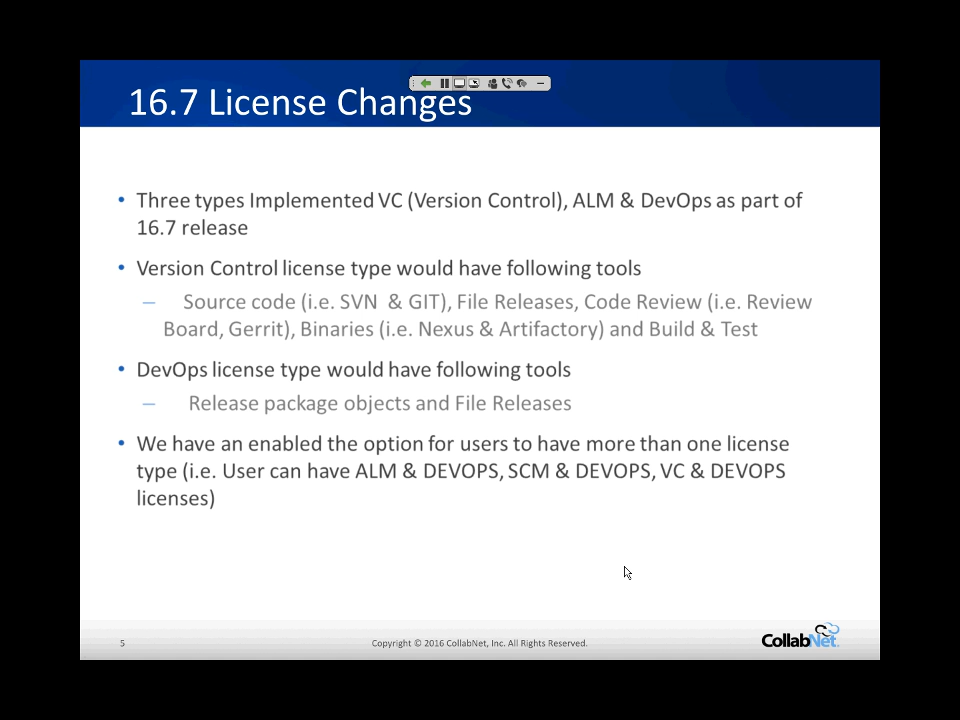 16.7 License Changes
• Three types Implemented VC (Version Control), ALM & DevOps as part of
16.7 release
• Version Control license type would have following tools
– Source code (i.e. SVN & GIT), File Releases, Code Review (i.e. Review
Board, Gerrit), Binaries (i.e. Nexus & Artifactory) and Build & Test
• DevOps license type would have following tools
– Release package objects and File Releases
• We have an enabled the option for users to have more than one license
type (i.e. User can have ALM & DEVOPS, SCM & DEVOPS, VC & DEVOPS
licenses)
5
Copyright © 2016 CollabNet, Inc. All Rights Reserved.
CollabNet